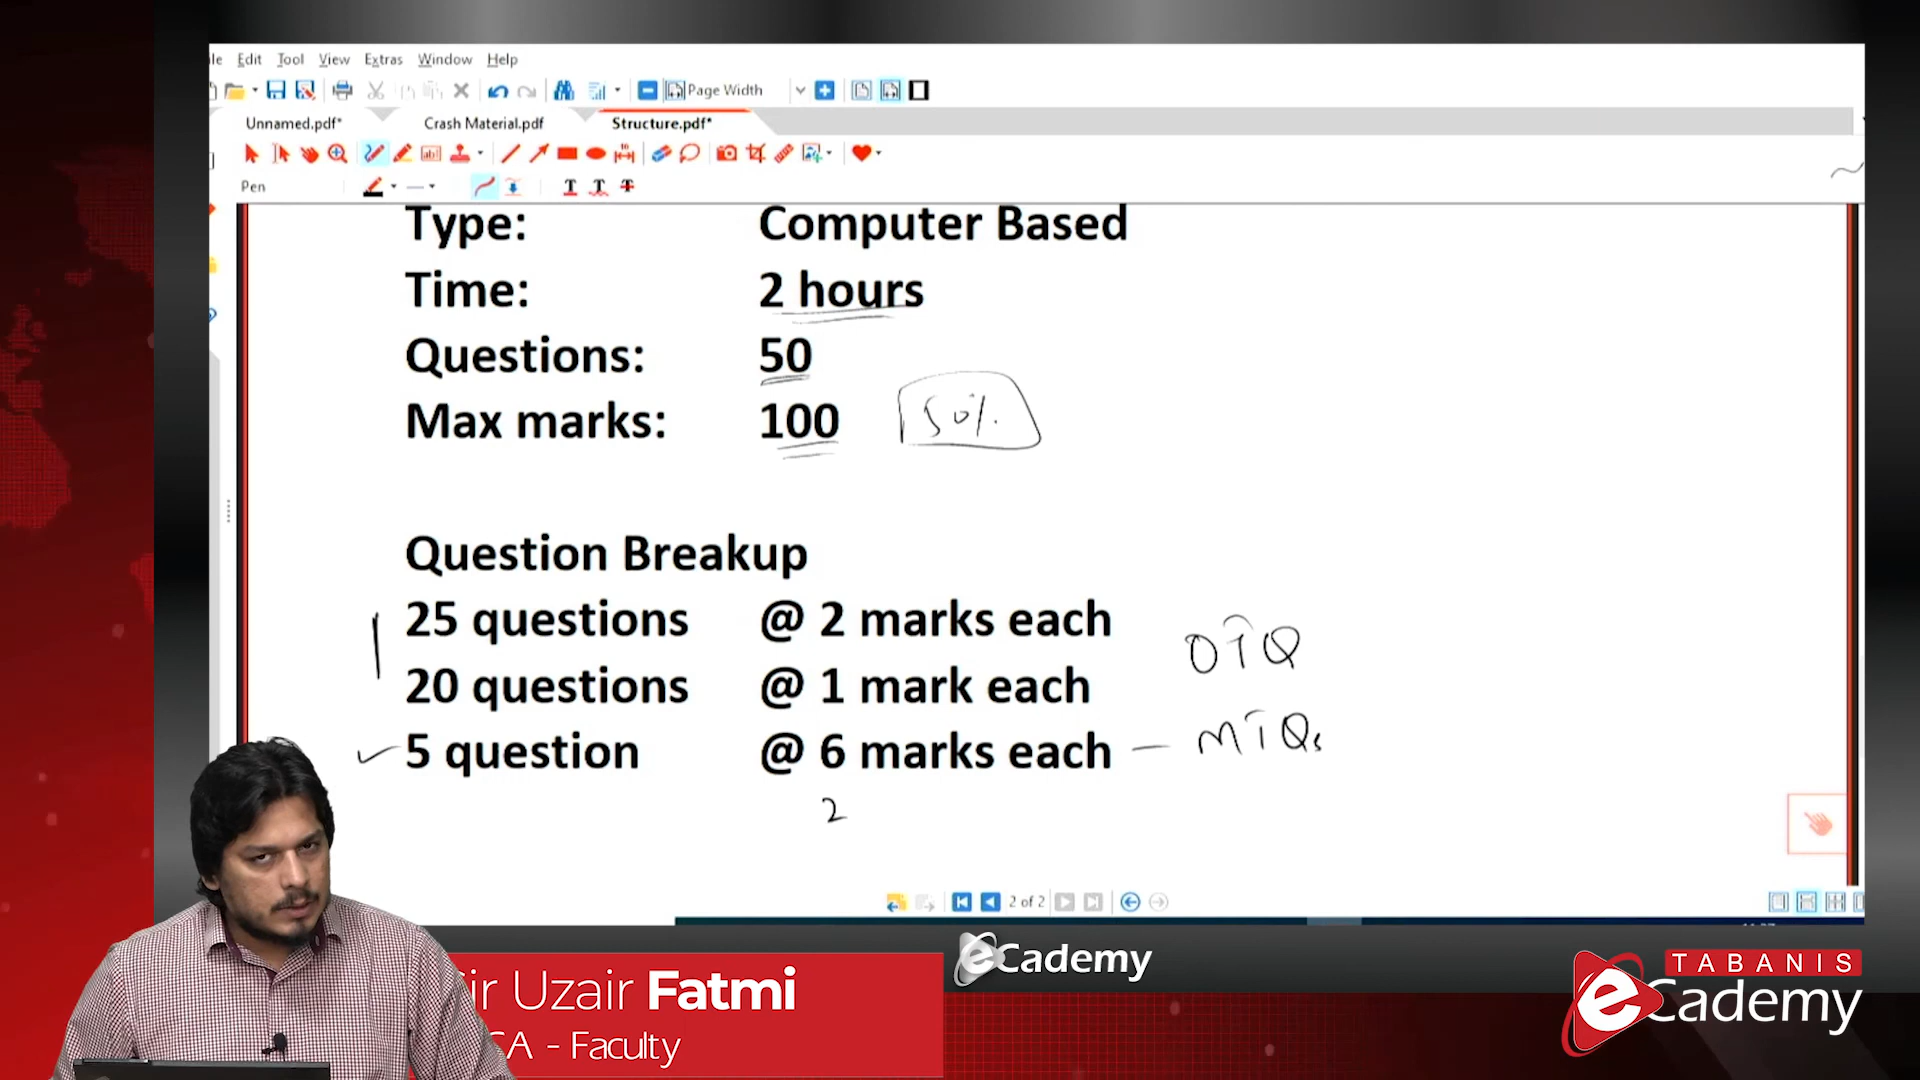 Edit Tool View Extras Window Help
Page Width
Unnamed.pdf* Crash Material.pdf Structure.pdf*
Pen
Type: Computer Based
Time: 2 hours
Questions: 50
Max marks: 100 50%
Question Breakup
25 questions @ 2 marks each
OTQ
20 questions @ 1 mark each
5 question @ 6 marks each — MTQs
2
2 of 2
eCademy
Uzair Fatmi
- Faculty
TABANIS
eCademy